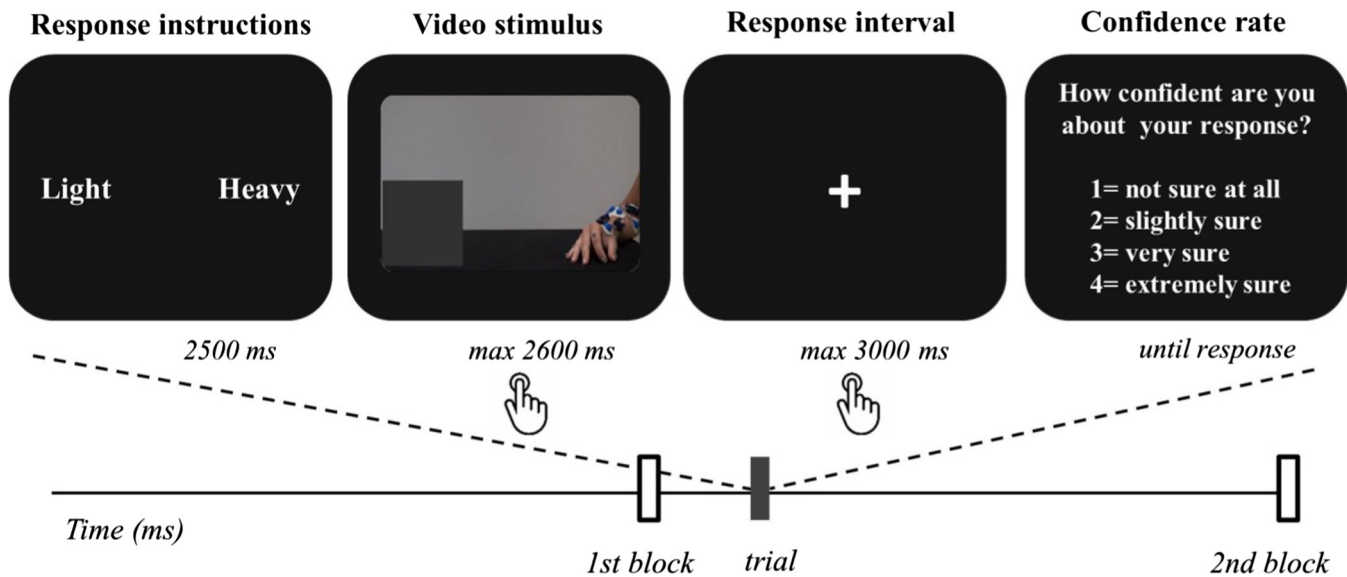 Response instructions
Video stimulus
Response interval
Confidence rate
Light
Heavy
+
How confident are you
about your response?
1= not sure at all
2= slightly sure
3= very sure
4= extremely sure
2500 ms
max 2600 ms
max 3000 ms
until response
Time (ms)
1st block
trial
2nd block